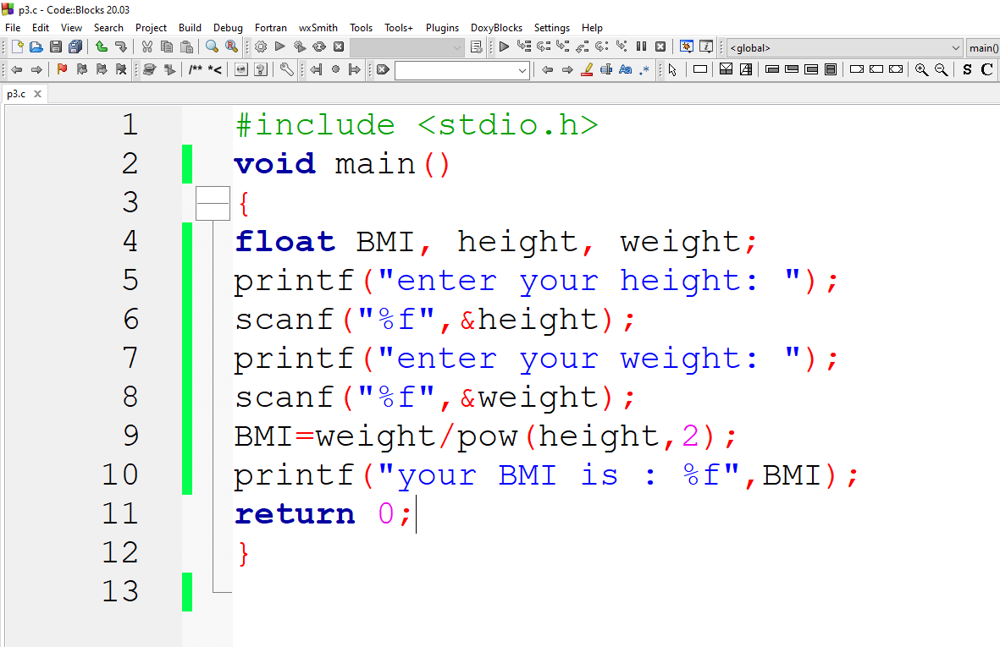 p3.c - Code::Blocks 20.03
File Edit View Search Project Build Debug Fortran wxSmith Tools Tools+ Plugins DoxyBlocks Settings Help
<global> main()
/** *< Aa .* S C
p3.c X
1 #include <stdio.h>
2 void main()
3 {
4 float BMI, height, weight;
5 printf("enter your height: ");
6 scanf("%f",&height);
7 printf("enter your weight: ");
8 scanf("%f",&weight);
9 BMI=weight/pow(height,2);
10 printf("your BMI is : %f",BMI);
11 return 0;
12 }
13